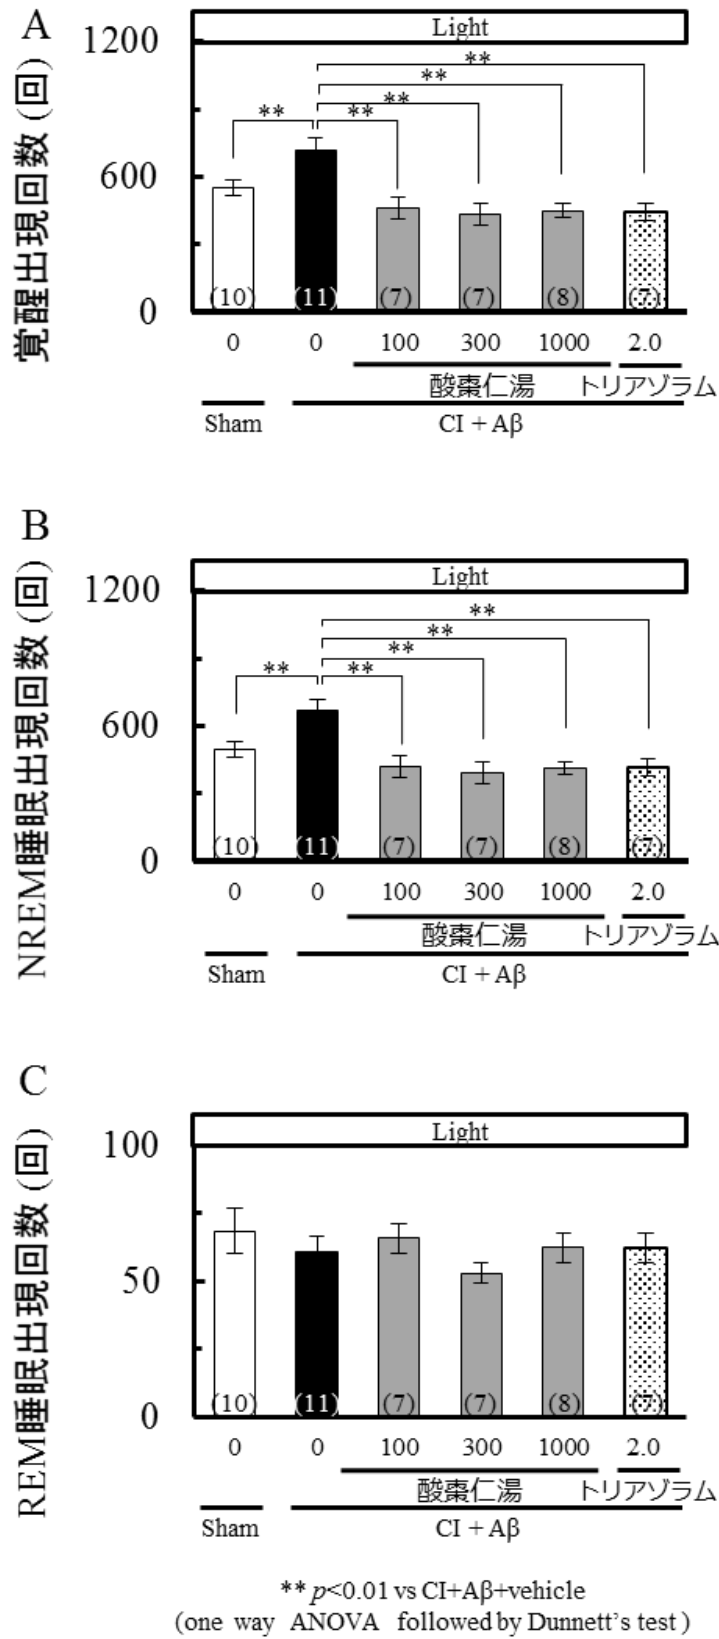 A
Light
覚醒出現回数 (回)
1200
600
0
** ** ** ** **
(10) (11) (7) (7) (8) (7)
0 0 100 300 1000 2.0
酸棗仁湯 トリアゾラム
Sham CI + Aβ
B
Light
NREM睡眠出現回数 (回)
1200
600
0
** ** ** ** **
(10) (11) (7) (7) (8) (7)
0 0 100 300 1000 2.0
酸棗仁湯 トリアゾラム
Sham CI + Aβ
C
Light
REM睡眠出現回数 (回)
100
50
0
(10) (11) (7) (7) (8) (7)
0 0 100 300 1000 2.0
酸棗仁湯 トリアゾラム
Sham CI + Aβ
** p<0.01 vs CI+Aβ+vehicle
(one way ANOVA followed by Dunnett's test)